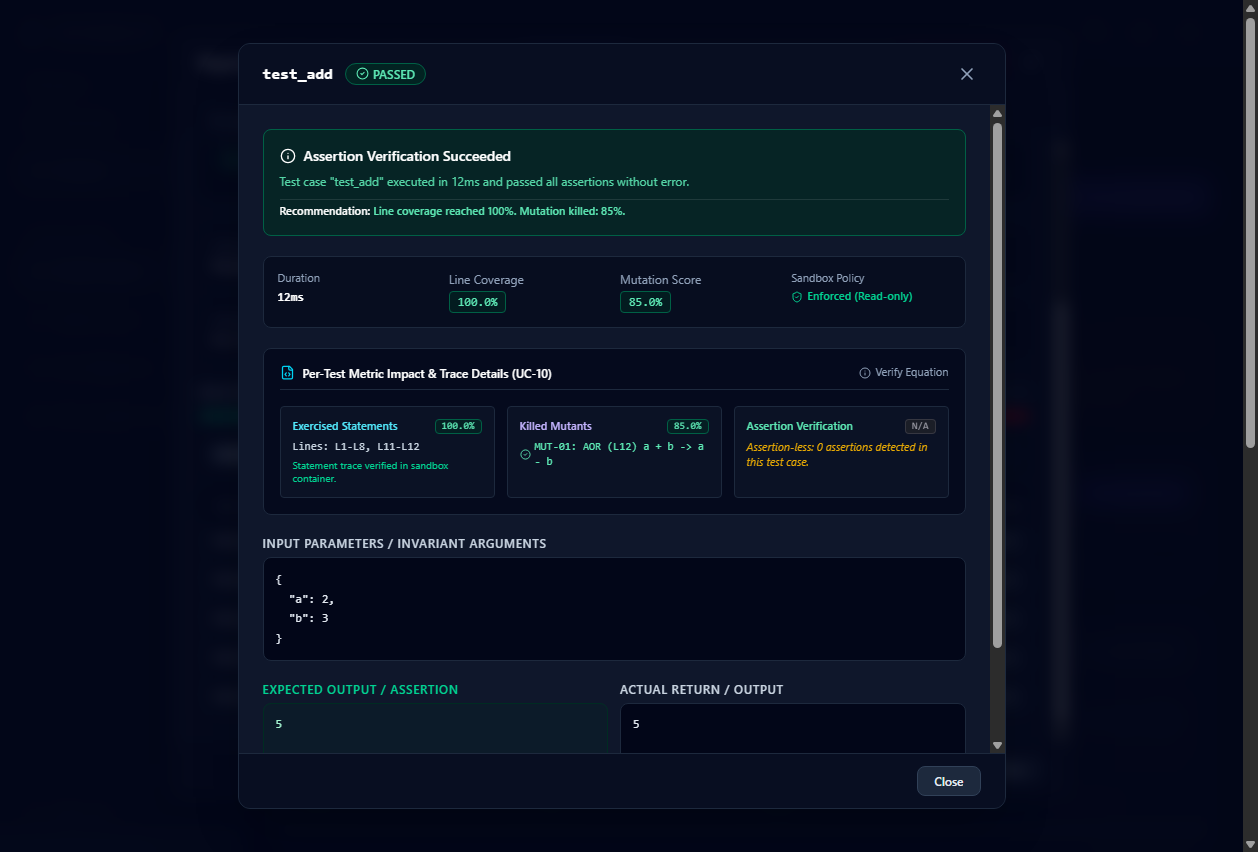 test_add PASSED
Assertion Verification Succeeded
Test case "test_add" executed in 12ms and passed all assertions without error.
Recommendation: Line coverage reached 100%. Mutation killed: 85%.
Duration
12ms
Line Coverage
100.0%
Mutation Score
85.0%
Sandbox Policy
Enforced (Read-only)
Per-Test Metric Impact & Trace Details (UC-10)
Verify Equation
Exercised Statements 100.0%
Lines: L1-L8, L11-L12
Statement trace verified in sandbox
container.
Killed Mutants 85.0%
MUT-01: AOR (L12) a + b -> a
- b
Assertion Verification N/A
Assertion-less: 0 assertions detected in
this test case.
INPUT PARAMETERS / INVARIANT ARGUMENTS
{
"a": 2,
"b": 3
}
EXPECTED OUTPUT / ASSERTION
5
ACTUAL RETURN / OUTPUT
5
Close